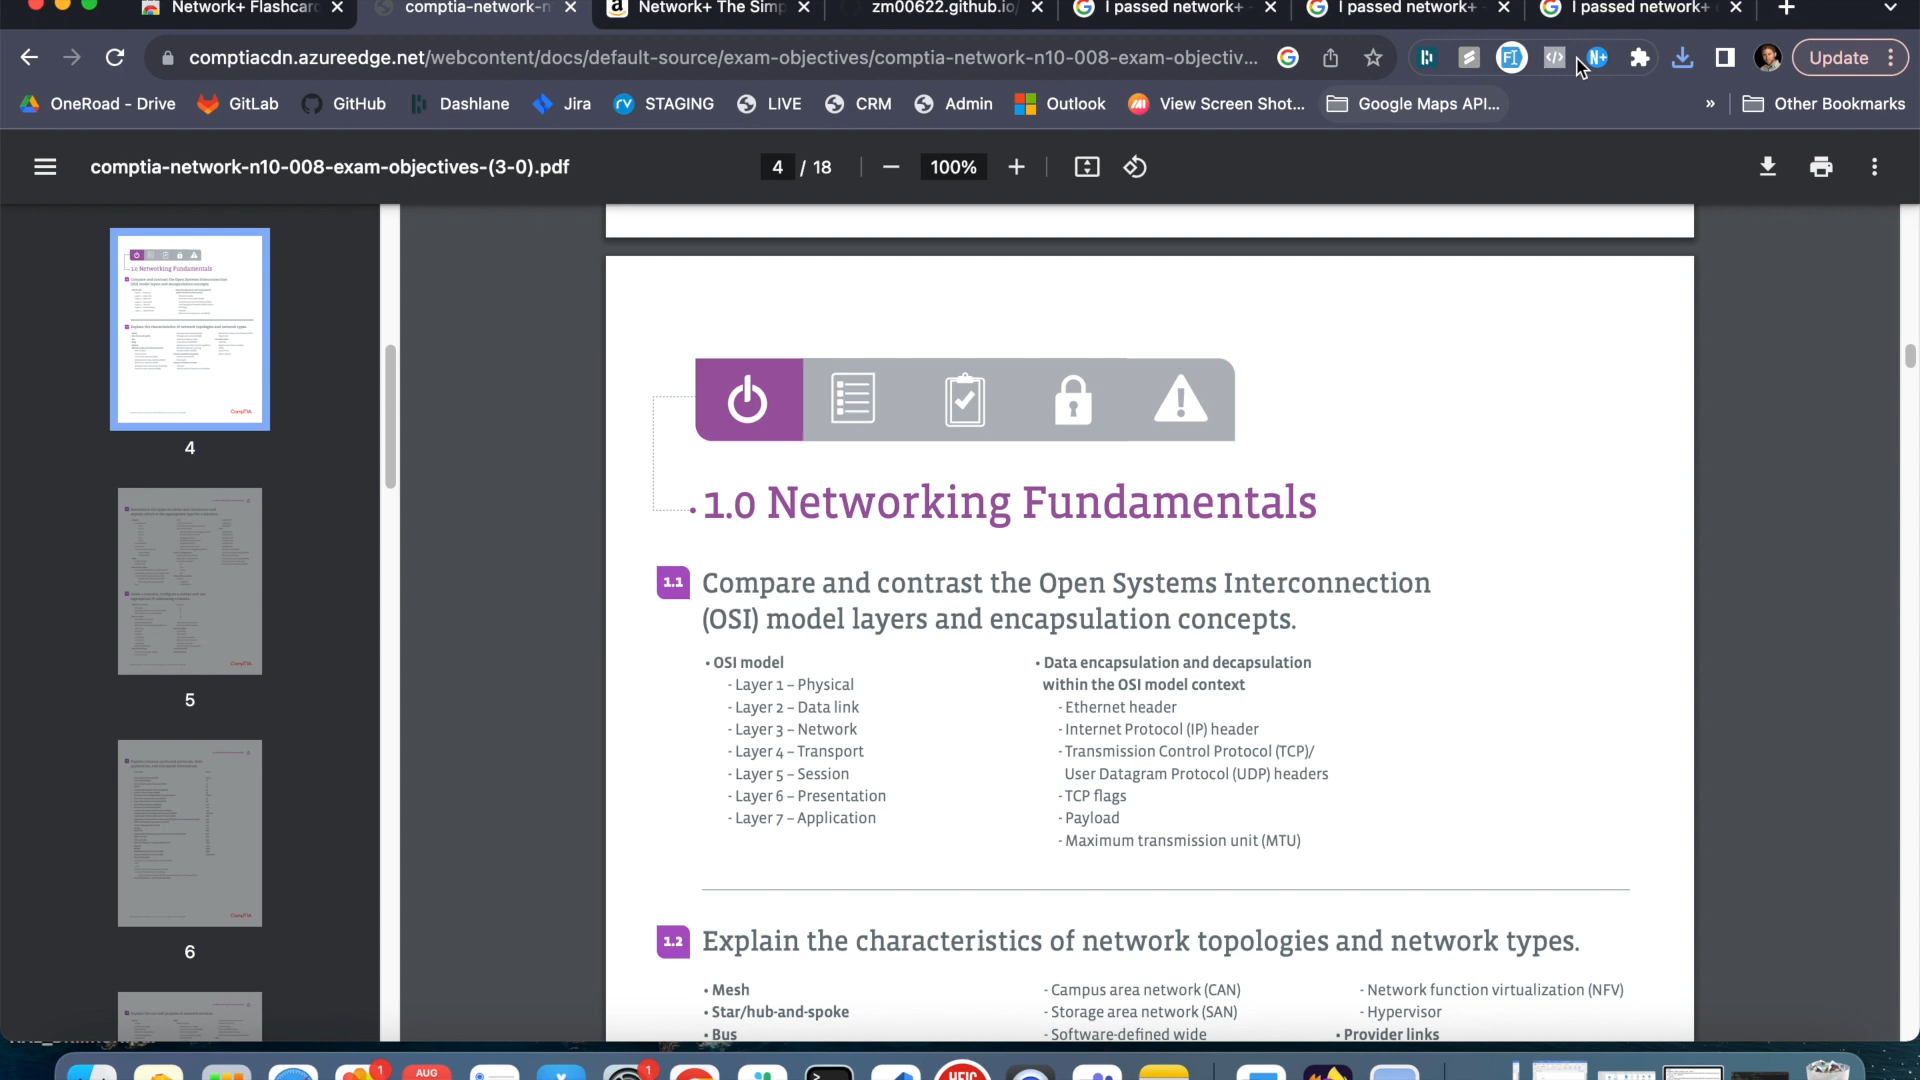 Network+ Flashcar
comptia-network-n
Network+ The Simp
zm00622.github.io/
I passed network+ -
I passed network+ -
I passed network+
comptiacdn.azureedge.net/webcontent/docs/default-source/exam-objectives/comptia-network-n10-008-exam-objectiv...
N+
Update
OneRoad - Drive
GitLab
GitHub
Dashlane
Jira
STAGING
LIVE
CRM
Admin
Outlook
View Screen Shot...
Google Maps API...
»
Other Bookmarks
comptia-network-n10-008-exam-objectives-(3-0).pdf
4 / 18
100%
4
5
6
1.0 Networking Fundamentals
1.1 Compare and contrast the Open Systems Interconnection
(OSI) model layers and encapsulation concepts.
• OSI model
- Layer 1 – Physical
- Layer 2 – Data link
- Layer 3 – Network
- Layer 4 – Transport
- Layer 5 – Session
- Layer 6 – Presentation
- Layer 7 – Application
• Data encapsulation and decapsulation
within the OSI model context
- Ethernet header
- Internet Protocol (IP) header
- Transmission Control Protocol (TCP)/
User Datagram Protocol (UDP) headers
- TCP flags
- Payload
- Maximum transmission unit (MTU)
1.2 Explain the characteristics of network topologies and network types.
• Mesh
• Star/hub-and-spoke
• Bus
- Campus area network (CAN)
- Storage area network (SAN)
- Software-defined wide
- Network function virtualization (NFV)
- Hypervisor
• Provider links
1
AUG
1
HEIC